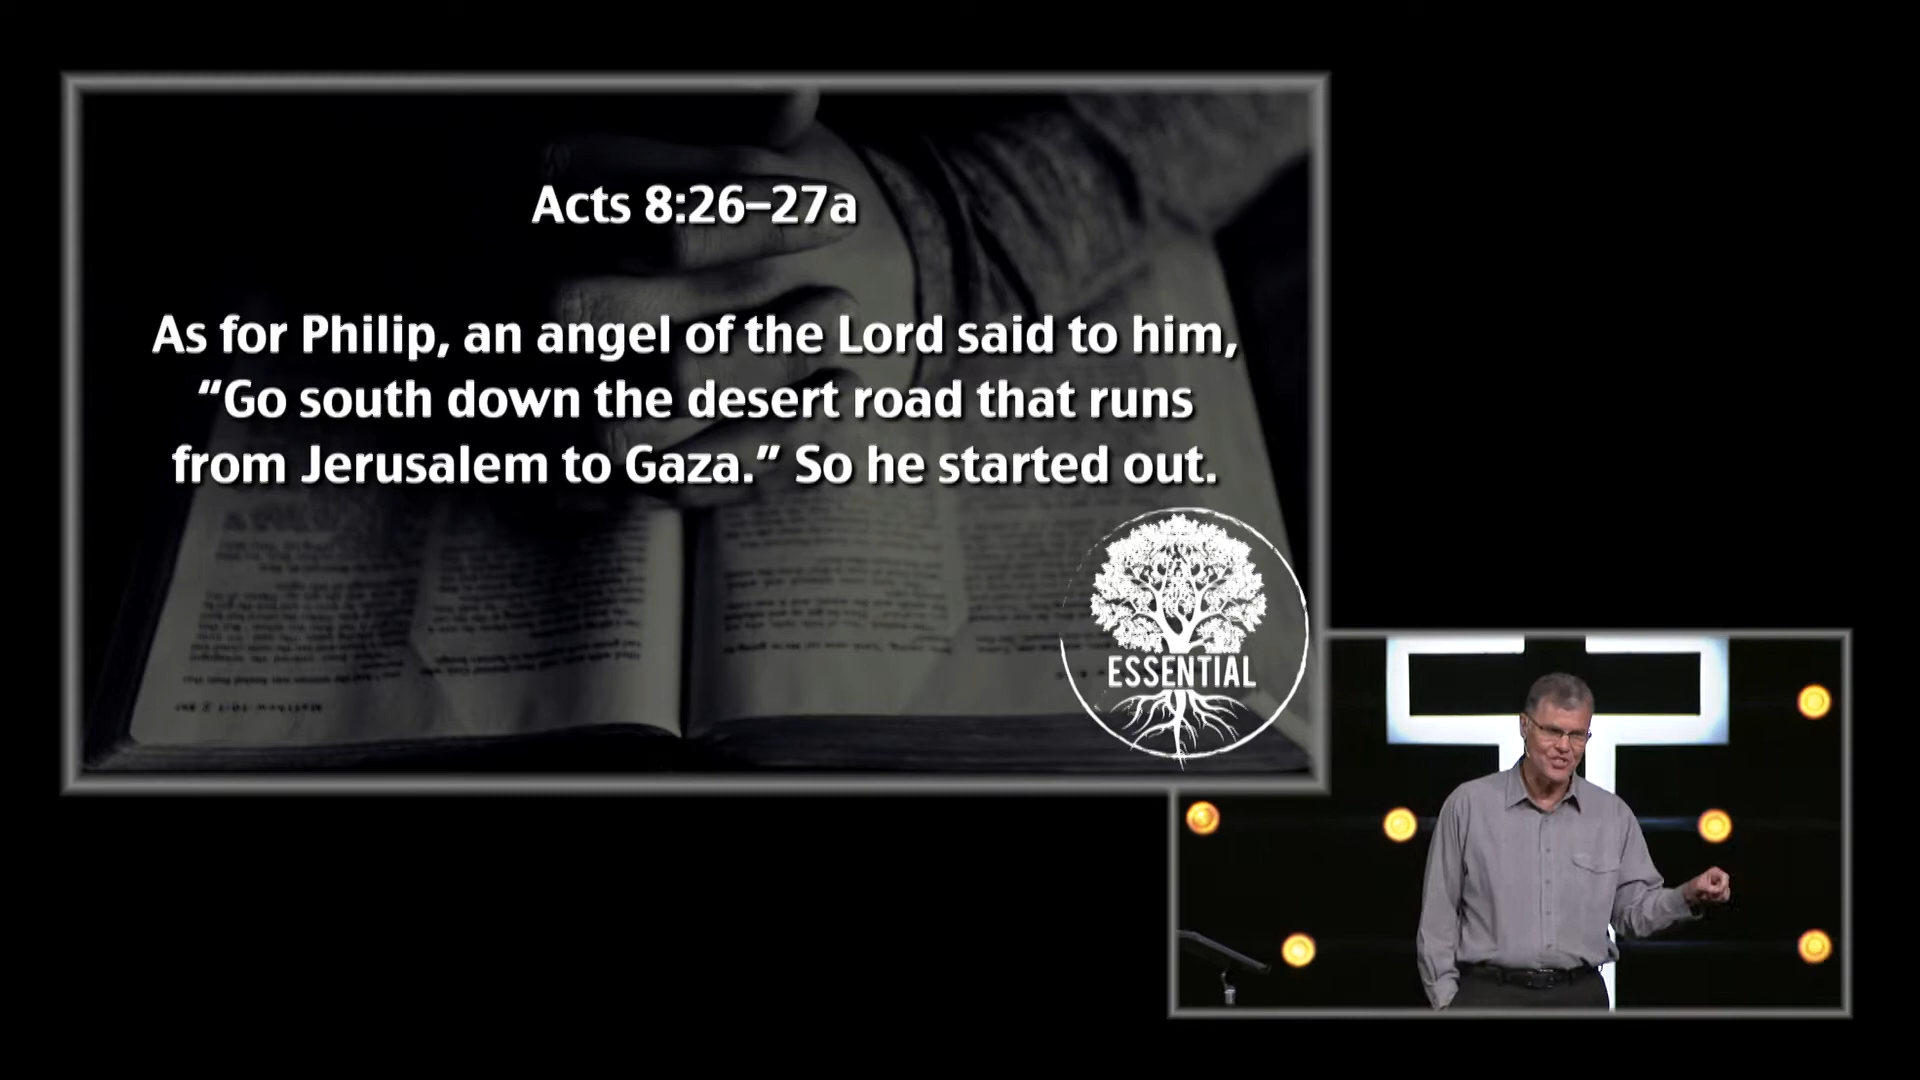 Acts 8:26–27a
As for Philip, an angel of the Lord said to him,
“Go south down the desert road that runs
from Jerusalem to Gaza.” So he started out.
ESSENTIAL